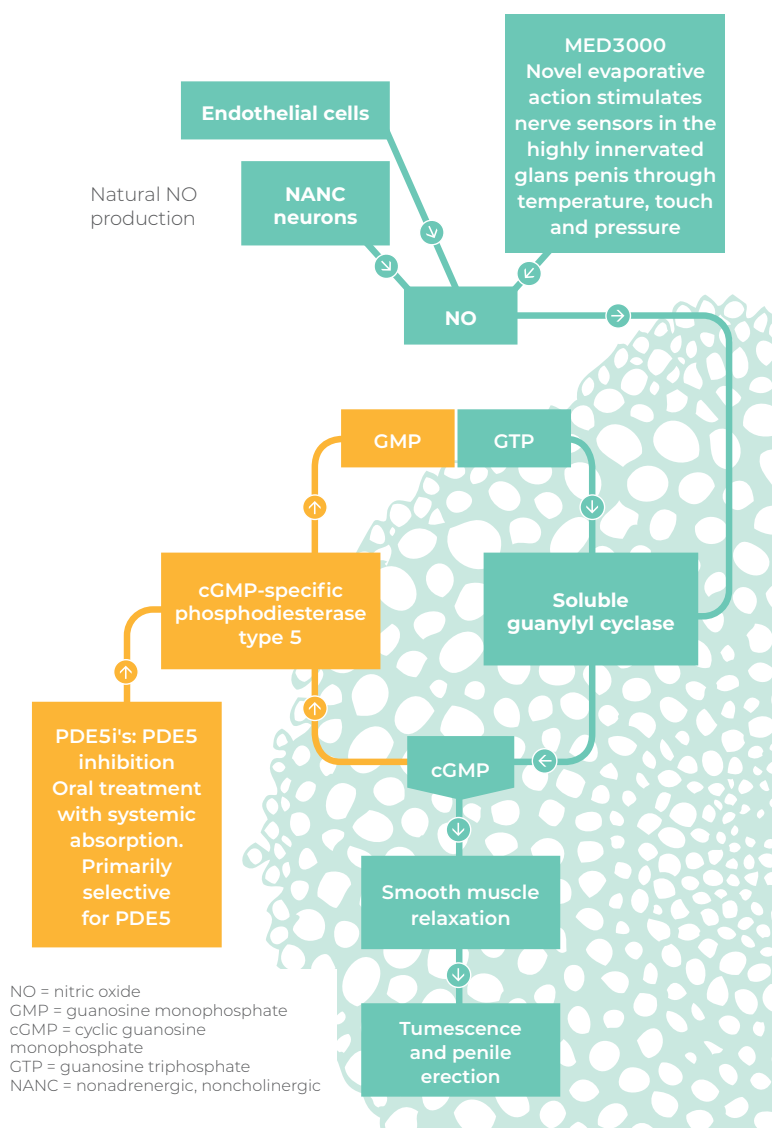 MED3000
Novel evaporative
action stimulates
nerve sensors in the
highly innervated
glans penis through
temperature, touch
and pressure
Endothelial cells
Natural NO
production
NANC
neurons
NO
GMP
GTP
cGMP-specific
phosphodiesterase
type 5
Soluble
guanylyl cyclase
PDE5i's: PDE5
inhibition
Oral treatment
with systemic
absorption.
Primarily
selective
for PDE5
cGMP
Smooth muscle
relaxation
Tumescence
and penile
erection
NO = nitric oxide
GMP = guanosine monophosphate
cGMP = cyclic guanosine
monophosphate
GTP = guanosine triphosphate
NANC = nonadrenergic, noncholinergic